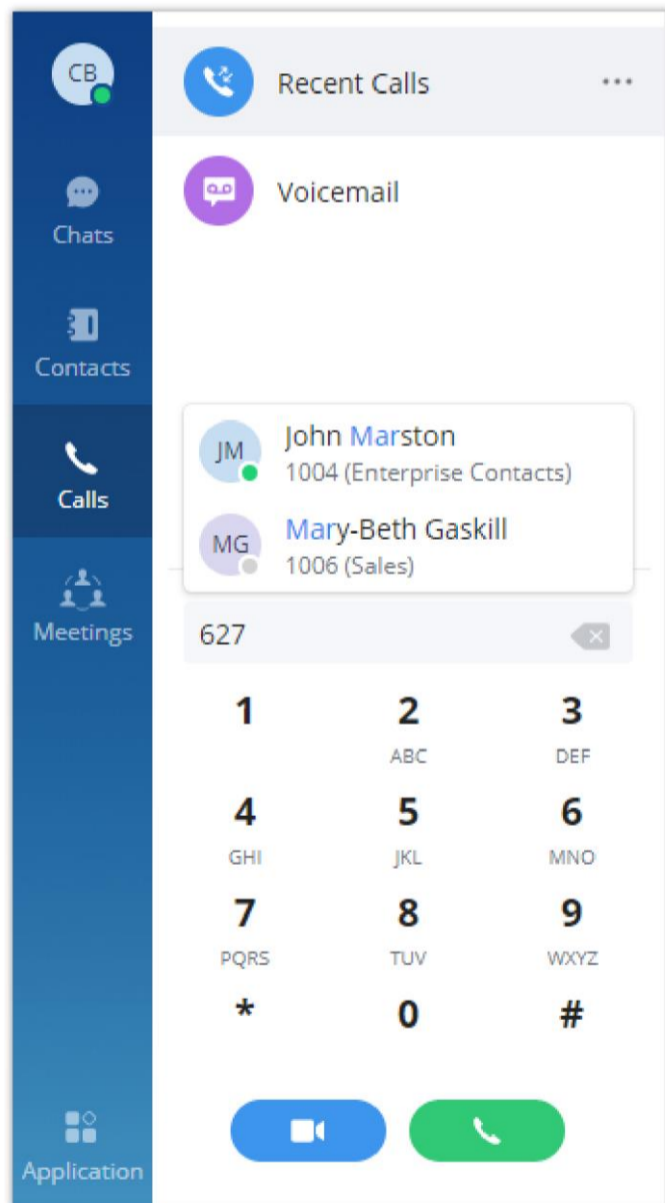 CB
Chats
Contacts
Calls
Meetings
Application
Recent Calls
Voicemail
JM
John Marston
1004 (Enterprise Contacts)
MG
Mary-Beth Gaskill
1006 (Sales)
627
1 2 3
ABC DEF
4 5 6
GHI JKL MNO
7 8 9
PQRS TUV WXYZ
* 0 #